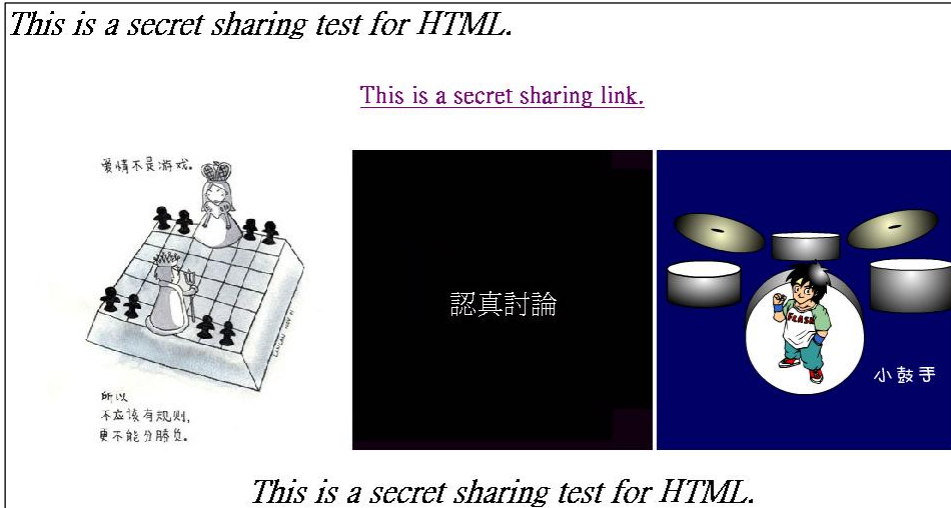 This is a secret sharing test for HTML.
This is a secret sharing link.
爱情不是游戏.
所以
不应该有规则,
更不能分勝负.
認真討論
FLASH
小鼓手
This is a secret sharing test for HTML.